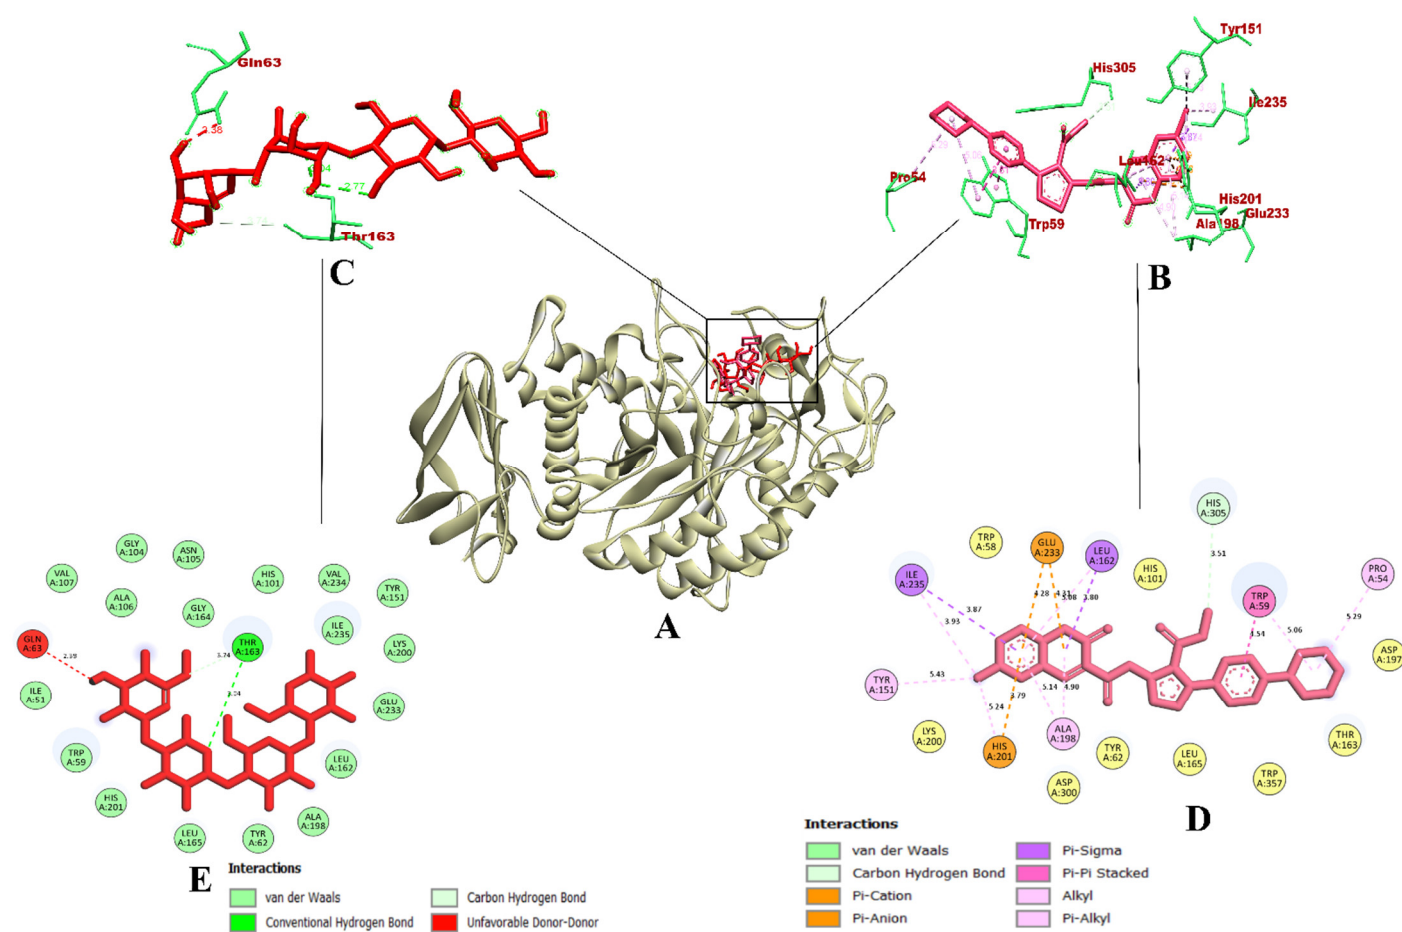 Gln63
2.38
2.77
Thr163
C
Tyr151
His305
Ile235
Leu162
Pro54
His201
Glu233
Ala198
Trp59
B
A
GLY
A:104
ASN
A:105
VAL
A:107
HIS
A:101
VAL
A:234
TYR
A:151
ALA
A:106
GLY
A:164
ILE
A:235
GLN
A:63
THR
A:163
LYS
A:200
2.39
3.74
3.04
ILE
A:51
GLU
A:233
TRP
A:59
LEU
A:162
HIS
A:201
ALA
A:198
LEU
A:165
TYR
A:62
E
Interactions
van der Waals
Conventional Hydrogen Bond
Carbon Hydrogen Bond
Unfavorable Donor-Donor
HIS
A:305
TRP
A:58
GLU
A:233
LEU
A:162
HIS
A:101
3.51
PRO
A:54
ILE
A:235
TRP
A:59
3.87
4.28
3.80
3.93
5.06
5.29
ASP
A:197
TYR
A:151
5.43
5.14
4.90
3.79
5.24
LYS
A:200
HIS
A:201
ALA
A:198
TYR
A:62
LEU
A:165
THR
A:163
ASP
A:300
TRP
A:357
D
Interactions
van der Waals
Carbon Hydrogen Bond
Pi-Cation
Pi-Anion
Pi-Sigma
Pi-Pi Stacked
Alkyl
Pi-Alkyl